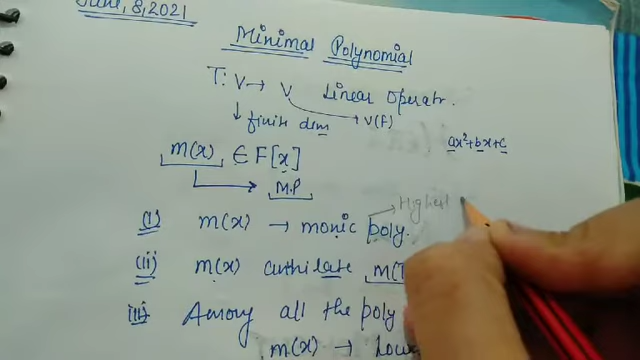 June, 8, 2021
Minimal Polynomial
T: V → V Linear Operatr.
↓ finite dim → V(F)
ax²+bx+c
m(x) ∈ F[x]
→ M.P
→ Highest
(i) m(x) → monic poly.
(ii) m(x) anhilate M(T
(iii) Among all the poly
m(x) → Low